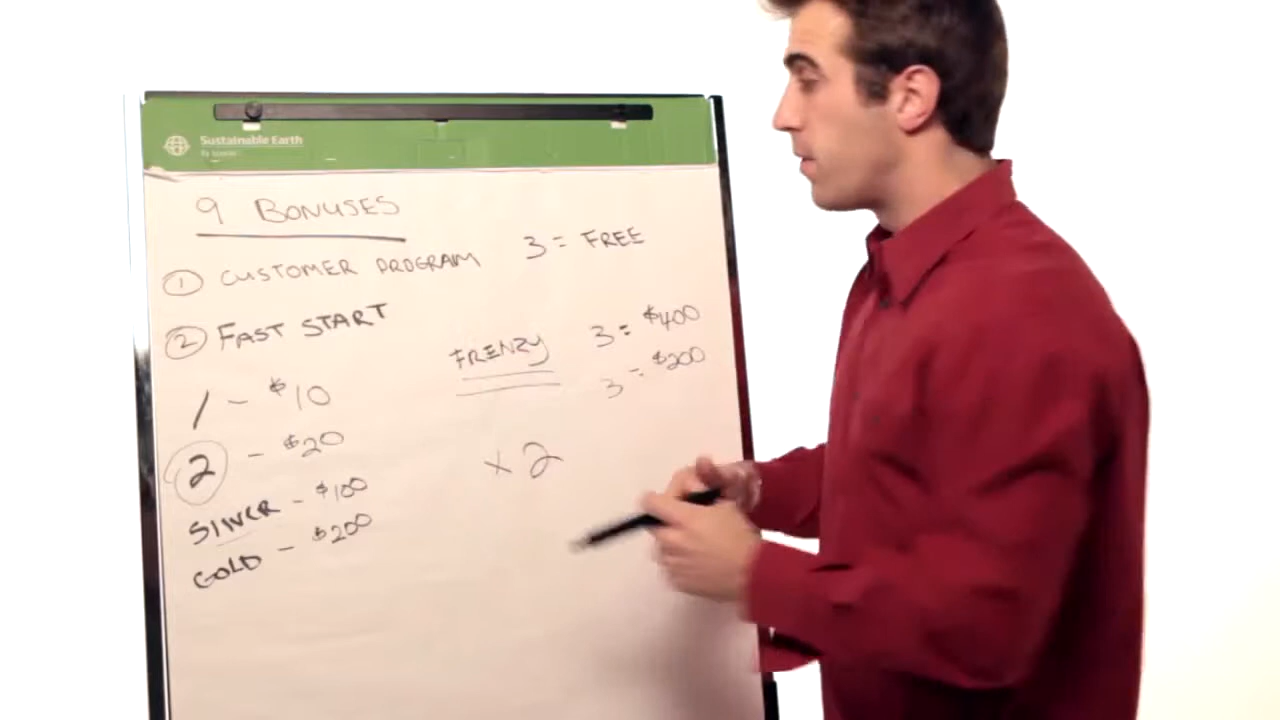 Sustainable Earth
9 BONUSES
① CUSTOMER PROGRAM 3 = FREE
② FAST START
FRENZY 3 = $400
3 = $200
1 - $10
2 - $20
x2
SILVER - $100
GOLD - $200